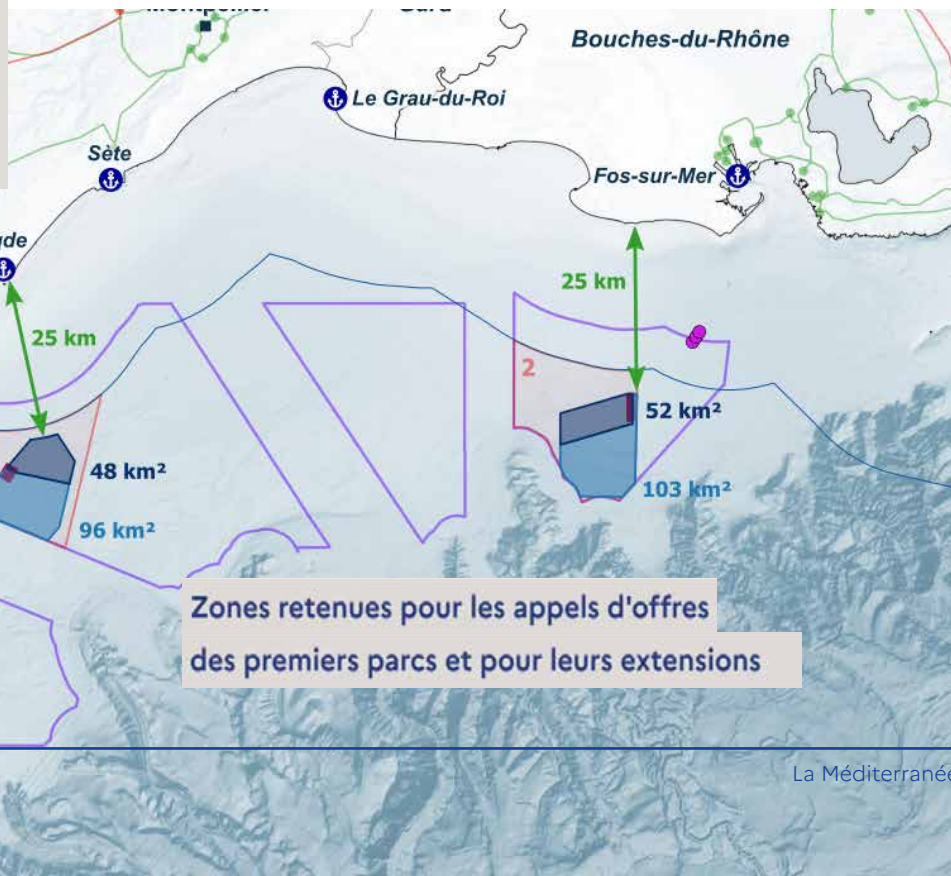 Bouches-du-Rhône
Le Grau-du-Roi
Sète
Fos-sur-Mer
25 km
25 km
2
52 km²
48 km²
103 km²
96 km²
Zones retenues pour les appels d'offres
des premiers parcs et pour leurs extensions
La Méditerranée